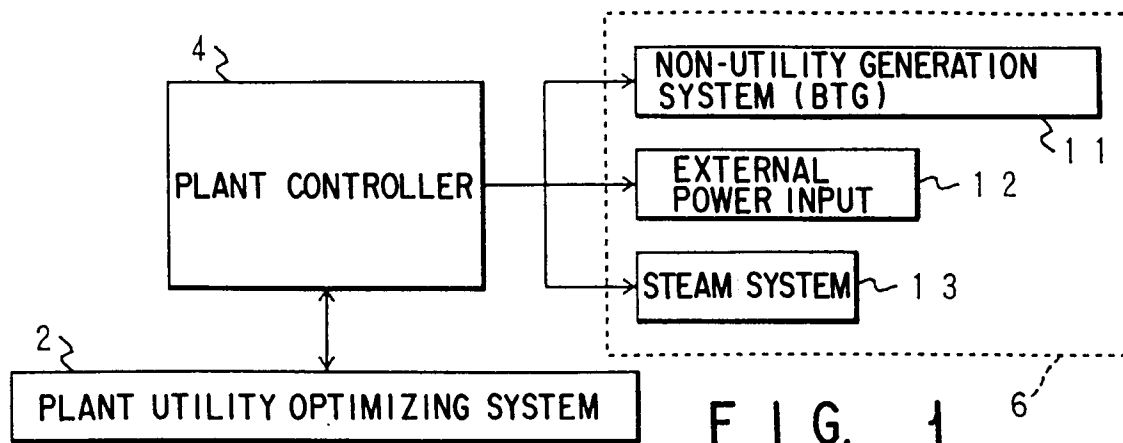 4
PLANT CONTROLLER
NON-UTILITY GENERATION
SYSTEM (BTG)
11
EXTERNAL
POWER INPUT
12
STEAM SYSTEM
13
2
PLANT UTILITY OPTIMIZING SYSTEM
6
FIG. 1